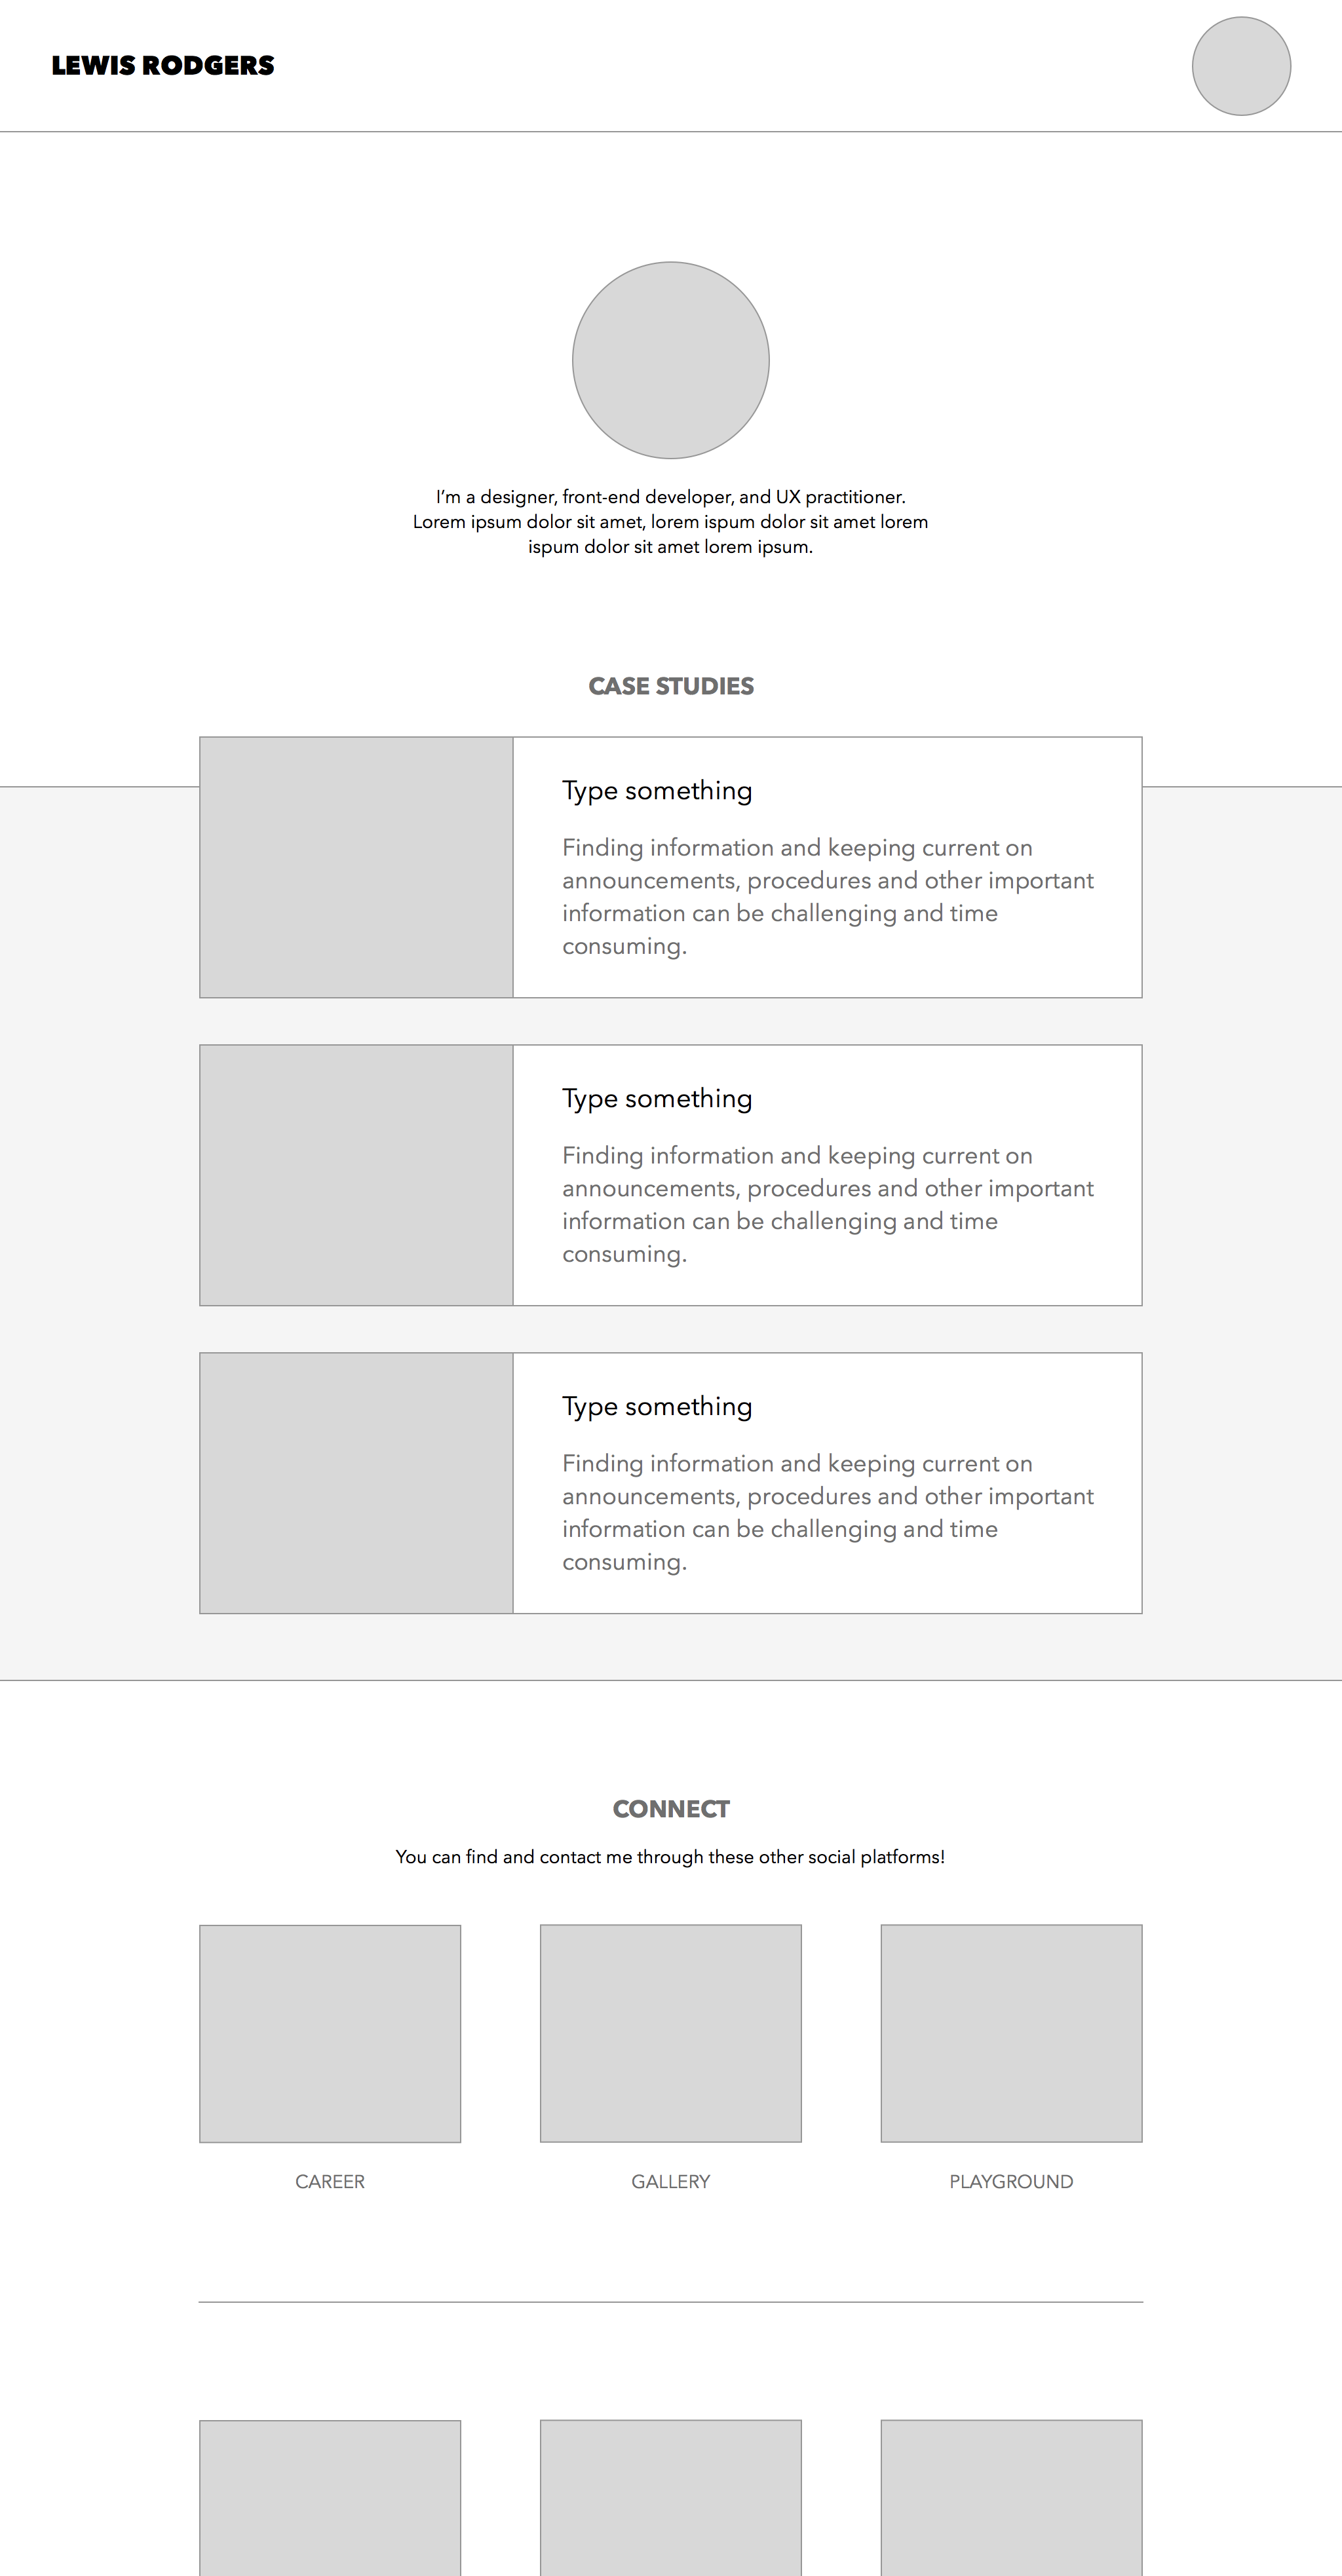 LEWIS RODGERS
I’m a designer, front-end developer, and UX practitioner.
Lorem ipsum dolor sit amet, lorem ispum dolor sit amet lorem
ispum dolor sit amet lorem ipsum.
CASE STUDIES
Type something
Finding information and keeping current on
announcements, procedures and other important
information can be challenging and time
consuming.
Type something
Finding information and keeping current on
announcements, procedures and other important
information can be challenging and time
consuming.
Type something
Finding information and keeping current on
announcements, procedures and other important
information can be challenging and time
consuming.
CONNECT
You can find and contact me through these other social platforms!
CAREER
GALLERY
PLAYGROUND